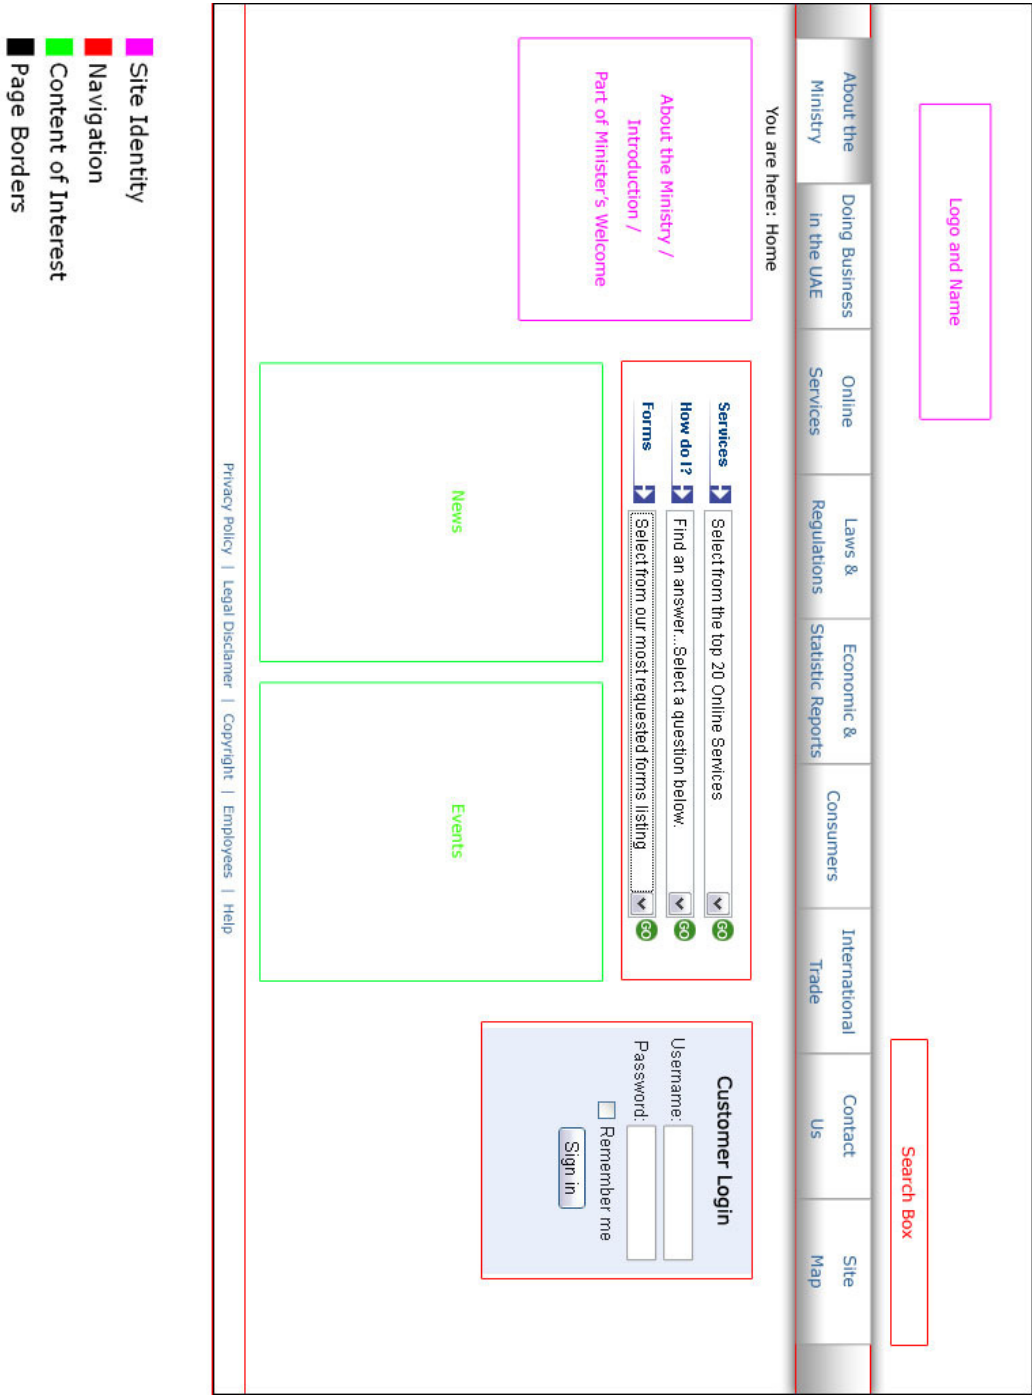 Logo and Name
Search Box
About the
Ministry
Doing Business
in the UAE
Online
Services
Laws &
Regulations
Economic &
Statistic Reports
Consumers
International
Trade
Contact
Us
Site
Map
You are here: Home
About the Ministry /
Introduction /
Part of Minister's Welcome
Services Select from the top 20 Online Services GO
How do I? Find an answer...Select a question below. GO
Forms Select from our most requested forms listing GO
Customer Login
Username:
Password:
Remember me
Sign in
News
Events
Privacy Policy | Legal Disclamer | Copyright | Employees | Help
Site Identity
Navigation
Content of Interest
Page Borders